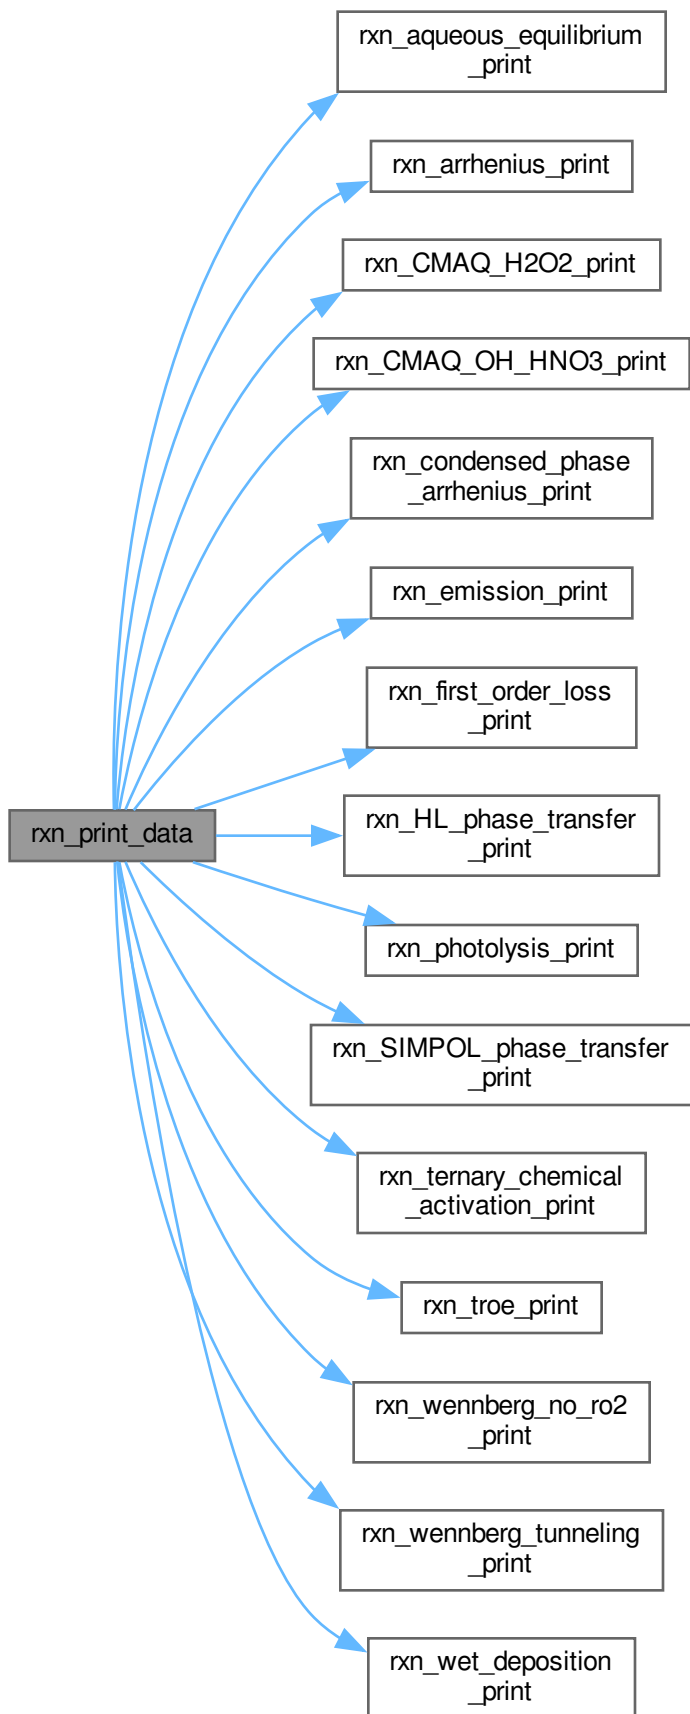 rxn_aqueous_equilibrium
_print
rxn_arrhenius_print
rxn_CMAQ_H2O2_print
rxn_CMAQ_OH_HNO3_print
rxn_condensed_phase
_arrhenius_print
rxn_emission_print
rxn_first_order_loss
_print
rxn_print_data
rxn_HL_phase_transfer
_print
rxn_photolysis_print
rxn_SIMPOL_phase_transfer
_print
rxn_ternary_chemical
_activation_print
rxn_troe_print
rxn_wennberg_no_ro2
_print
rxn_wennberg_tunneling
_print
rxn_wet_deposition
_print